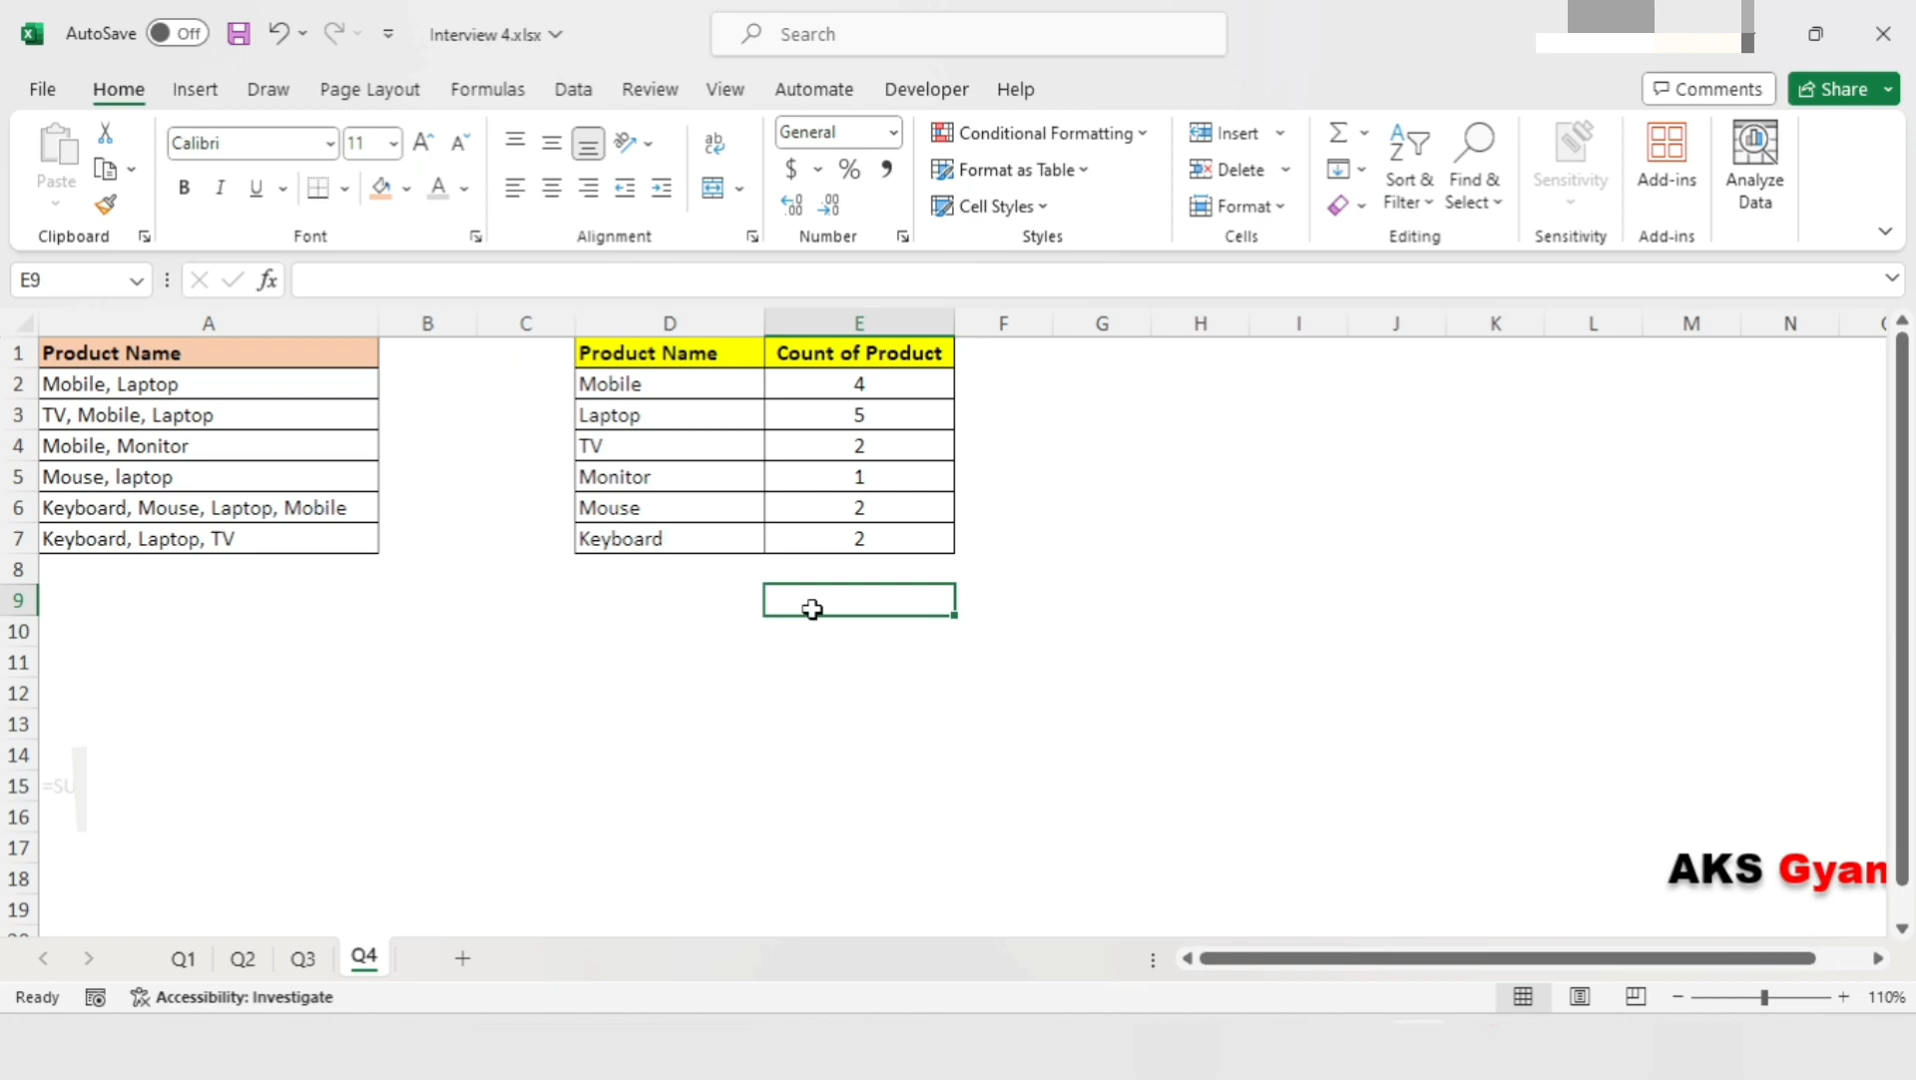 AutoSave Off Interview 4.xlsx Search
File Home Insert Draw Page Layout Formulas Data Review View Automate Developer Help Comments Share
Calibri 11 General Conditional Formatting Insert
Paste $ % Format as Table Delete Sort & Find & Sensitivity Add-ins Analyze
B I U A Cell Styles Format Filter Select Data
Clipboard Font Alignment Number Styles Cells Editing Sensitivity Add-ins
E9 fx
A B C D E F G H I J K L M N
1 Product Name Product Name Count of Product
2 Mobile, Laptop Mobile 4
3 TV, Mobile, Laptop Laptop 5
4 Mobile, Monitor TV 2
5 Mouse, laptop Monitor 1
6 Keyboard, Mouse, Laptop, Mobile Mouse 2
7 Keyboard, Laptop, TV Keyboard 2
8
9
10
11
12
13
14
15 =SU
16
17
18 AKS Gyan
19
Q1 Q2 Q3 Q4 +
Ready Accessibility: Investigate 110%